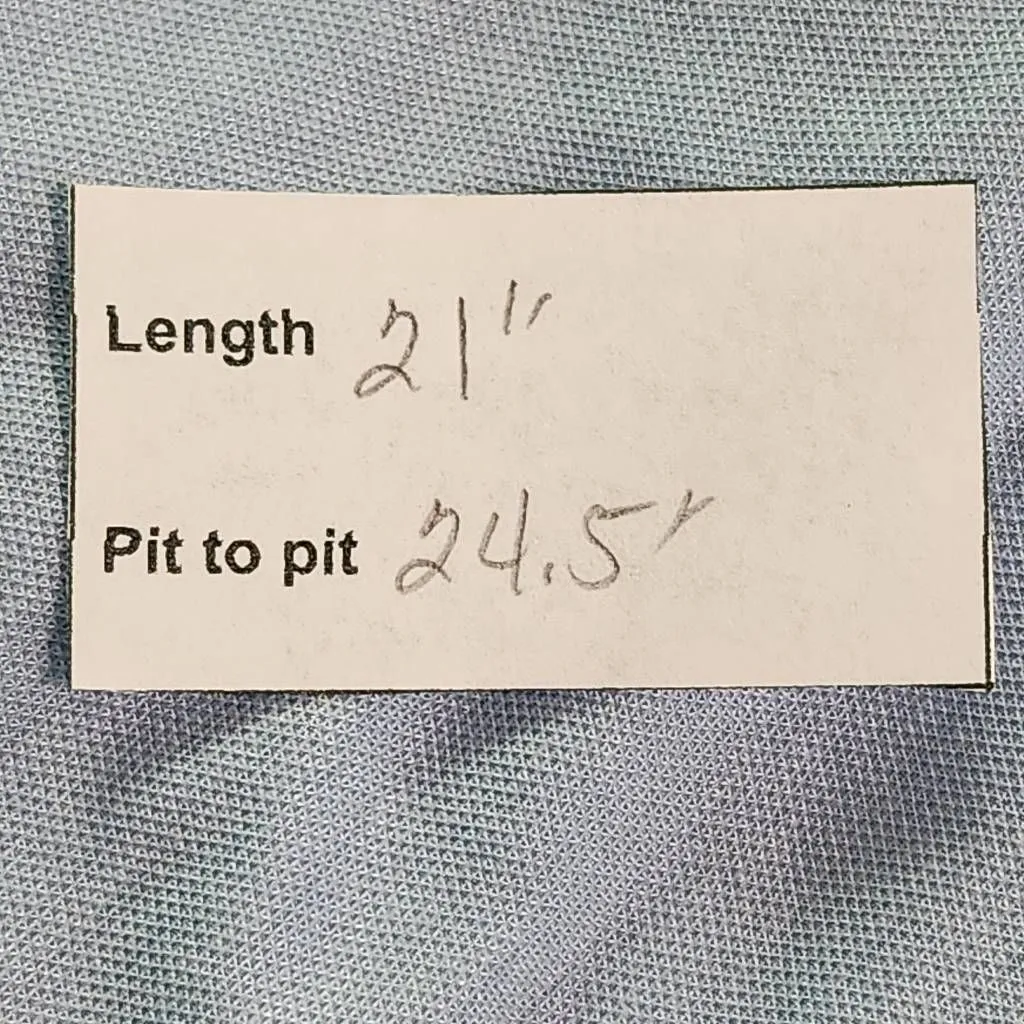 Length 21"
Pit to pit 24.5"